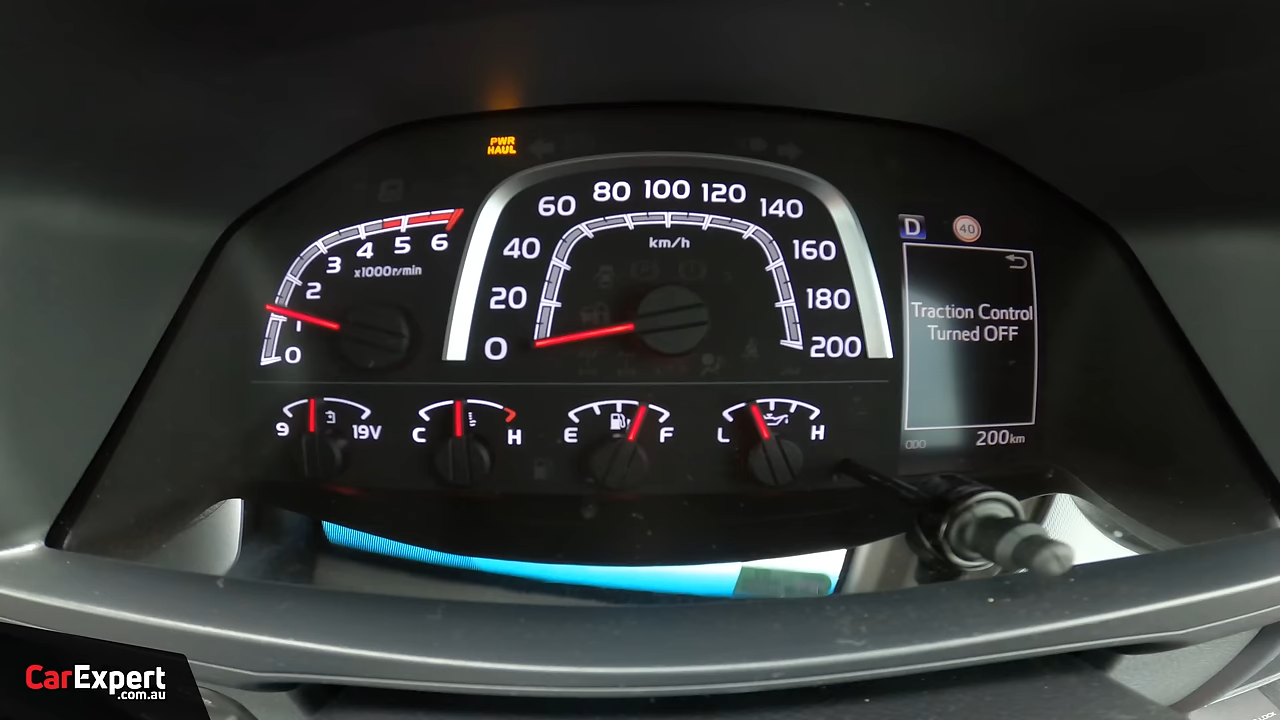 PWR
HAUL
0
1
2
3
4
5
6
x1000r/min
0
20
40
60
80
100
120
140
160
180
200
km/h
D
40
Traction Control
Turned OFF
ODO
200km
9
19V
C
H
E
F
L
H
CarExpert
.com.au